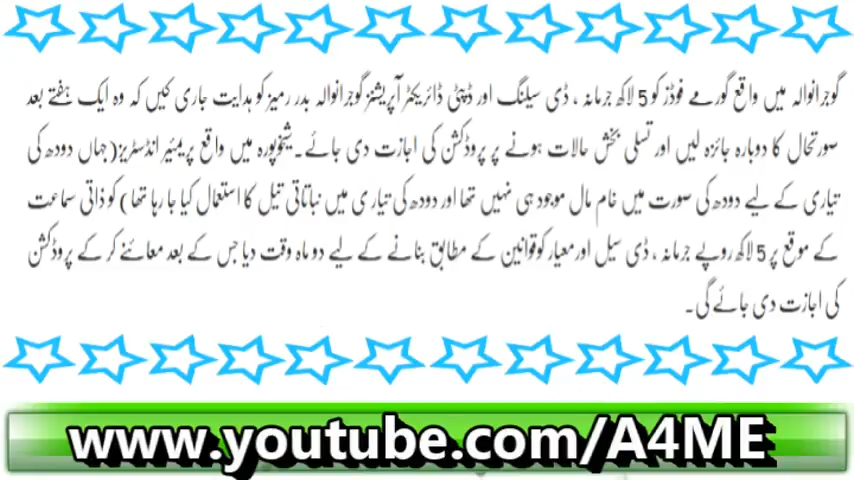 گوجرانوالہ میں واقع گورمے فوڈز کو 5 لاکھ جرمانہ ، ڈی سیلنگ اور ڈپٹی ڈائریکٹر آپریشنز گوجرانوالہ بدر رمیز کو ہدایت جاری کیں کہ وہ ایک ہفتے بعد
صورتحال کا دوبارہ جائزہ لیں اور تسلی بخش حالات ہونے پر پروڈکشن کی اجازت دی جائے۔ شیخوپورہ میں واقع پریمئیر انڈسٹریز(جہاں دودھ کی
تیاری کے لیے دودھ کی صورت میں خام مال موجود ہی نہیں تھا اور دودھ کی تیاری میں نباتاتی تیل کا استعمال کیا جا رہا تھا) کو ذاتی سماعت
کے موقع پر 5 لاکھ روپے جرمانہ ، ڈی سیل اور معیار کو قوانین کے مطابق بنانے کے لیے دو ماہ وقت دیا جس کے بعد معائنے کر کے پروڈکشن
کی اجازت دی جائے گی۔
www.youtube.com/A4ME